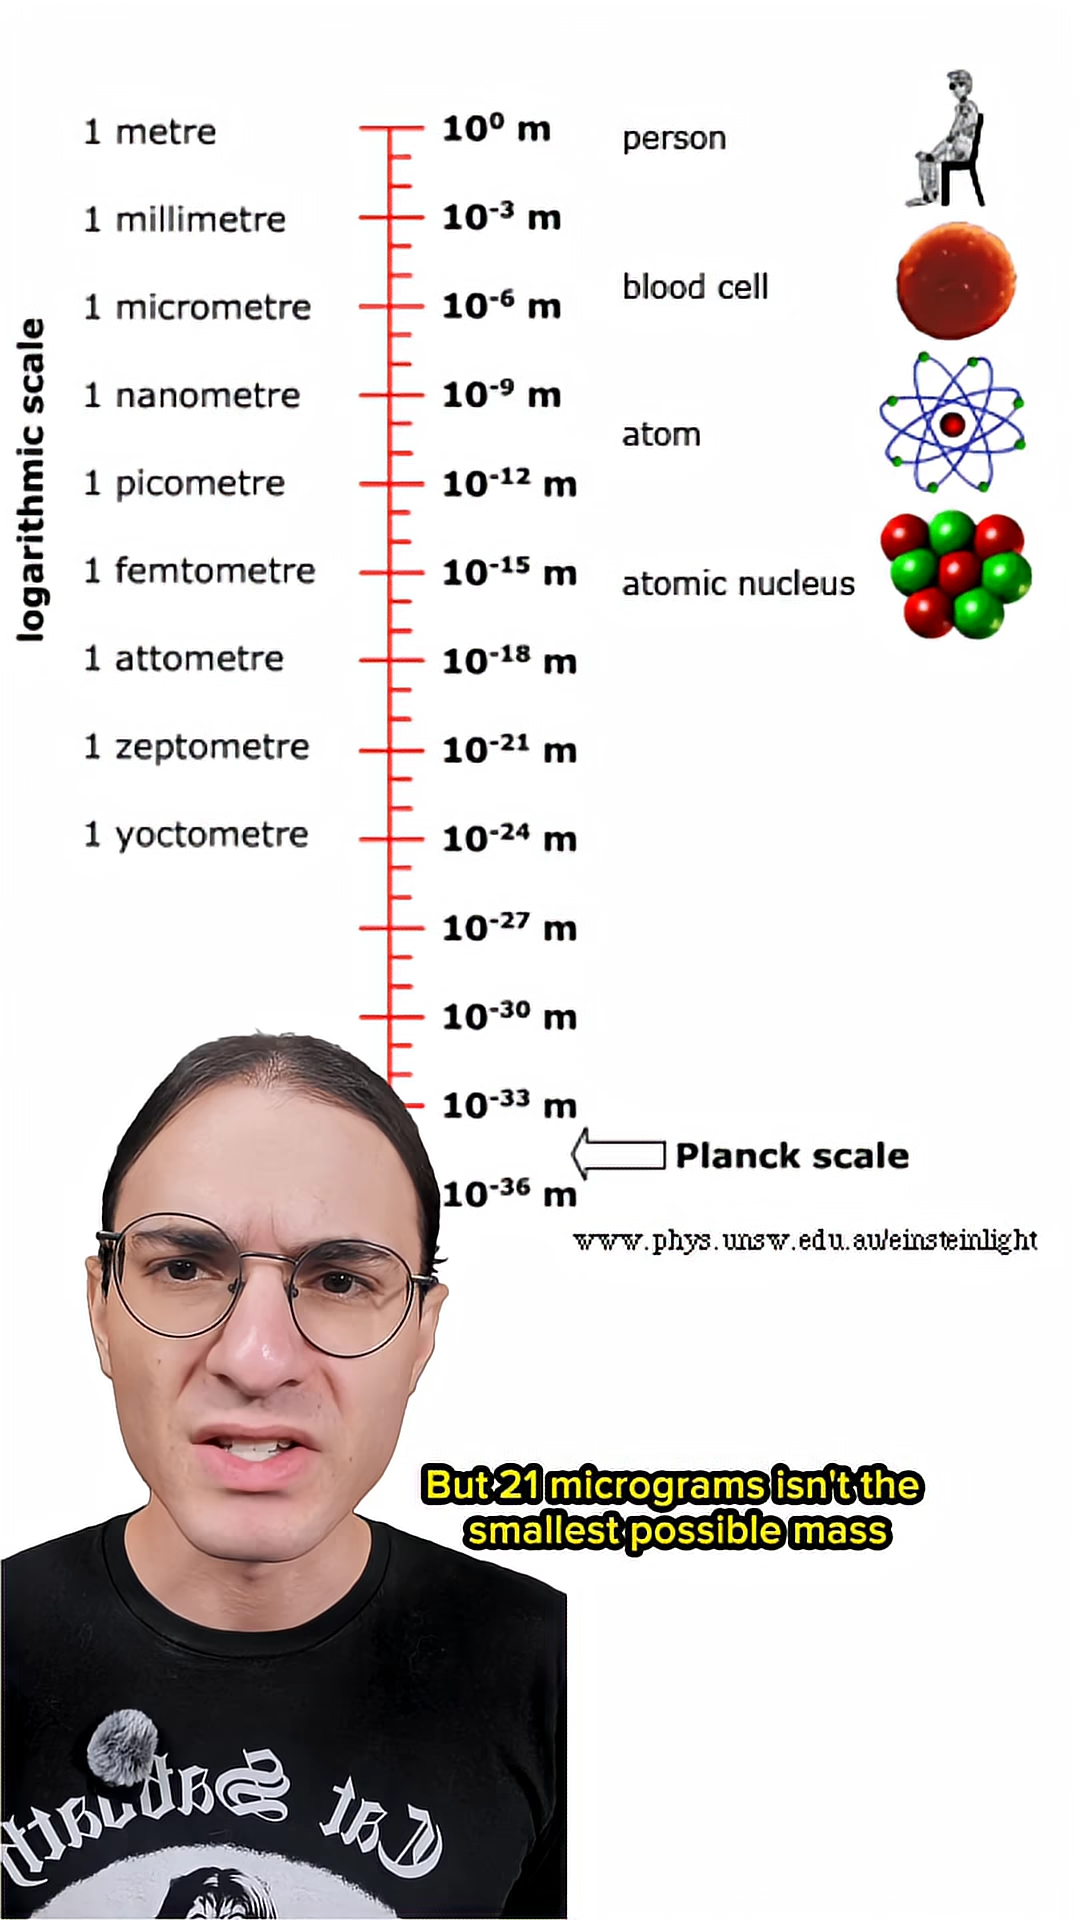 logarithmic scale
1 metre 10⁰ m person
1 millimetre 10⁻³ m
blood cell
1 micrometre 10⁻⁶ m
1 nanometre 10⁻⁹ m
atom
1 picometre 10⁻¹² m
1 femtometre 10⁻¹⁵ m atomic nucleus
1 attometre 10⁻¹⁸ m
1 zeptometre 10⁻²¹ m
1 yoctometre 10⁻²⁴ m
10⁻²⁷ m
10⁻³⁰ m
10⁻³³ m
Planck scale
10⁻³⁶ m
www.phys.unsw.edu.au/einsteinlight
But 21 micrograms isn't the
smallest possible mass
Cat Sabbath